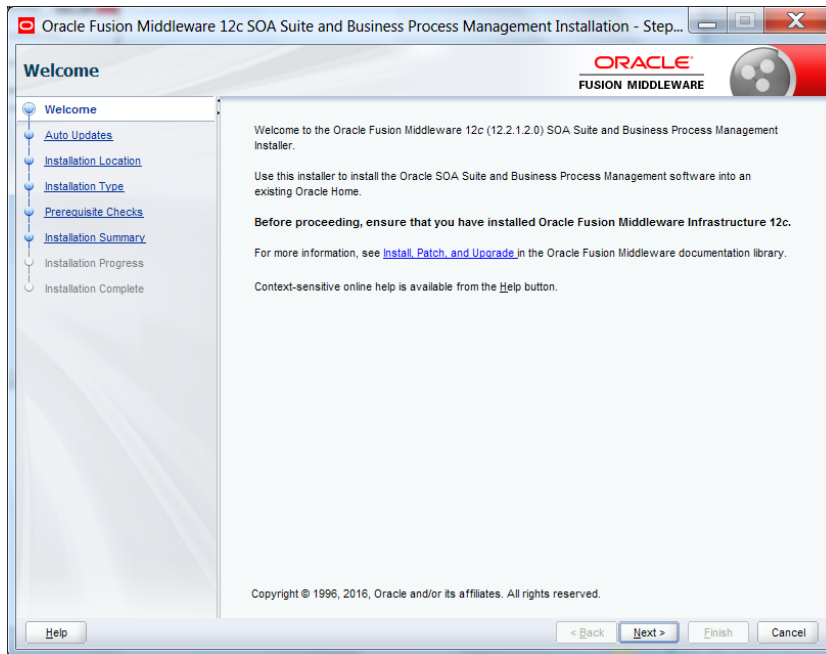 Oracle Fusion Middleware 12c SOA Suite and Business Process Management Installation - Step...
Welcome
ORACLE
FUSION MIDDLEWARE
Welcome
Auto Updates
Installation Location
Installation Type
Prerequisite Checks
Installation Summary
Installation Progress
Installation Complete
Welcome to the Oracle Fusion Middleware 12c (12.2.1.2.0) SOA Suite and Business Process Management
Installer.
Use this installer to install the Oracle SOA Suite and Business Process Management software into an
existing Oracle Home.
Before proceeding, ensure that you have installed Oracle Fusion Middleware Infrastructure 12c.
For more information, see Install, Patch, and Upgrade in the Oracle Fusion Middleware documentation library.
Context-sensitive online help is available from the Help button.
Copyright © 1996, 2016, Oracle and/or its affiliates. All rights reserved.
Help
< Back
Next >
Finish
Cancel